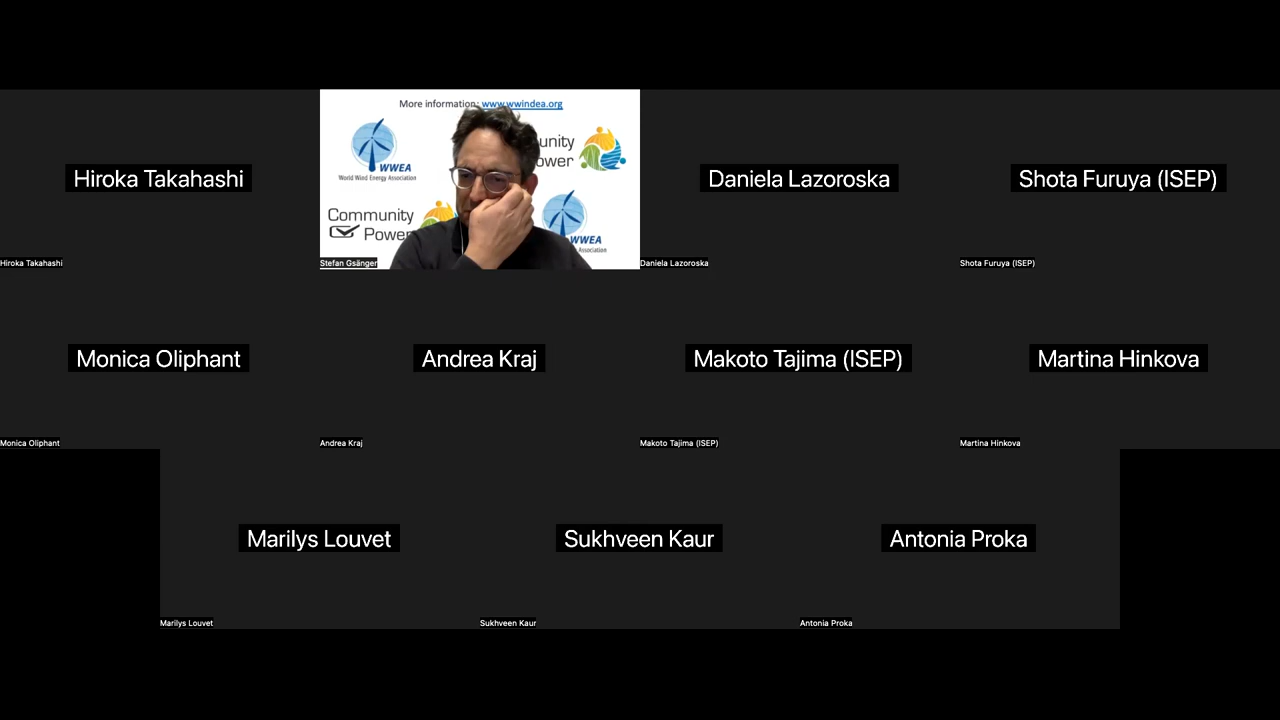 Hiroka Takahashi
More information: www.wwindea.org
WWEA
World Wind Energy Association
unity
ower
Community
Power
WWEA
Association
Daniela Lazoroska
Shota Furuya (ISEP)
Hiroka Takahashi
Stefan Gsänger
Daniela Lazoroska
Shota Furuya (ISEP)
Monica Oliphant
Andrea Kraj
Makoto Tajima (ISEP)
Martina Hinkova
Monica Oliphant
Andrea Kraj
Makoto Tajima (ISEP)
Martina Hinkova
Marilys Louvet
Sukhveen Kaur
Antonia Proka
Marilys Louvet
Sukhveen Kaur
Antonia Proka